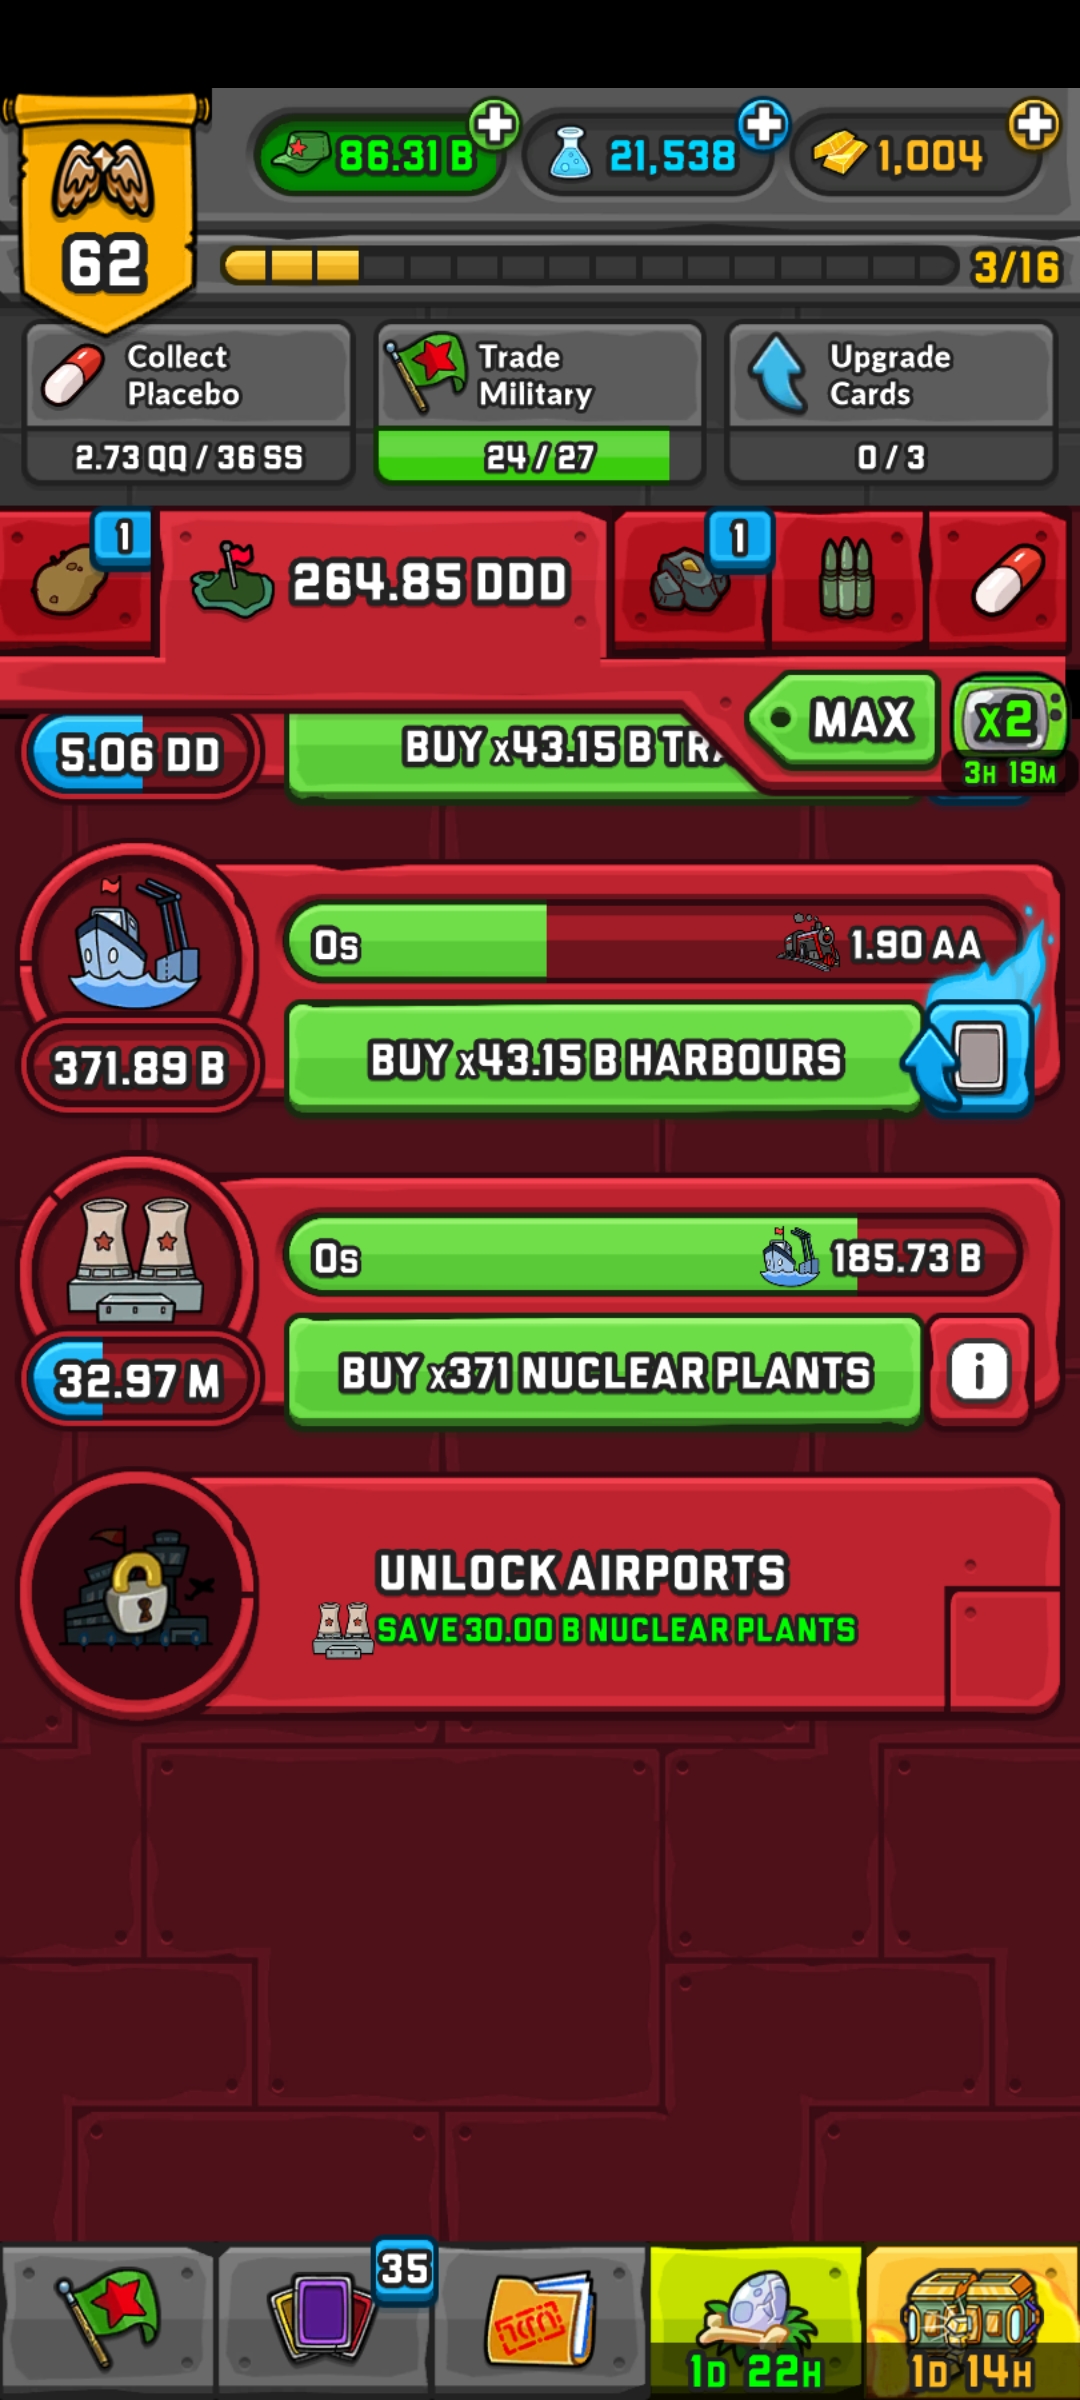 62
86.31 B
21,538
1,004
3/16
Collect
Placebo
2.73 QQ / 36 SS
Trade
Military
24 / 27
Upgrade
Cards
0 / 3
1
264.85 DDD
1
MAX
x2
3H 19M
5.06 DD
BUY x43.15 B
0s
1.90 AA
371.89 B
BUY x43.15 B HARBOURS
0s
185.73 B
32.97 M
BUY x371 NUCLEAR PLANTS
i
UNLOCK AIRPORTS
SAVE 30.00 B NUCLEAR PLANTS
35
1D 22H
1D 14H